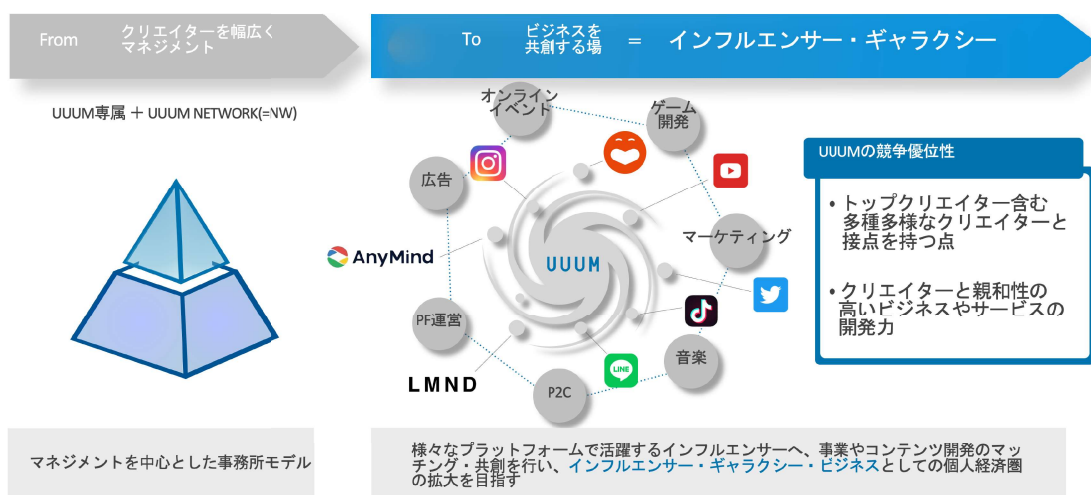 From
クリエイターを幅広く
マネジメント
To
ビジネスを
共創する場
=
インフルエンサー・ギャラクシー
UUUM専属 + UUUM NETWORK(=NW)
オンライン
イベント
ゲーム
開発
広告
マーケティング
AnyMind
UUUM
PF運営
音楽
LINE
LMND
P2C
UUUMの競争優位性
• トップクリエイター含む
多種多様なクリエイターと
接点を持つ点
• クリエイターと親和性の
高いビジネスやサービスの
開発力
マネジメントを中心とした事務所モデル
様々なプラットフォームで活躍するインフルエンサーへ、事業やコンテンツ開発のマッ
チング・共創を行い、インフルエンサー・ギャラクシー・ビジネスとしての個人経済圏
の拡大を目指す